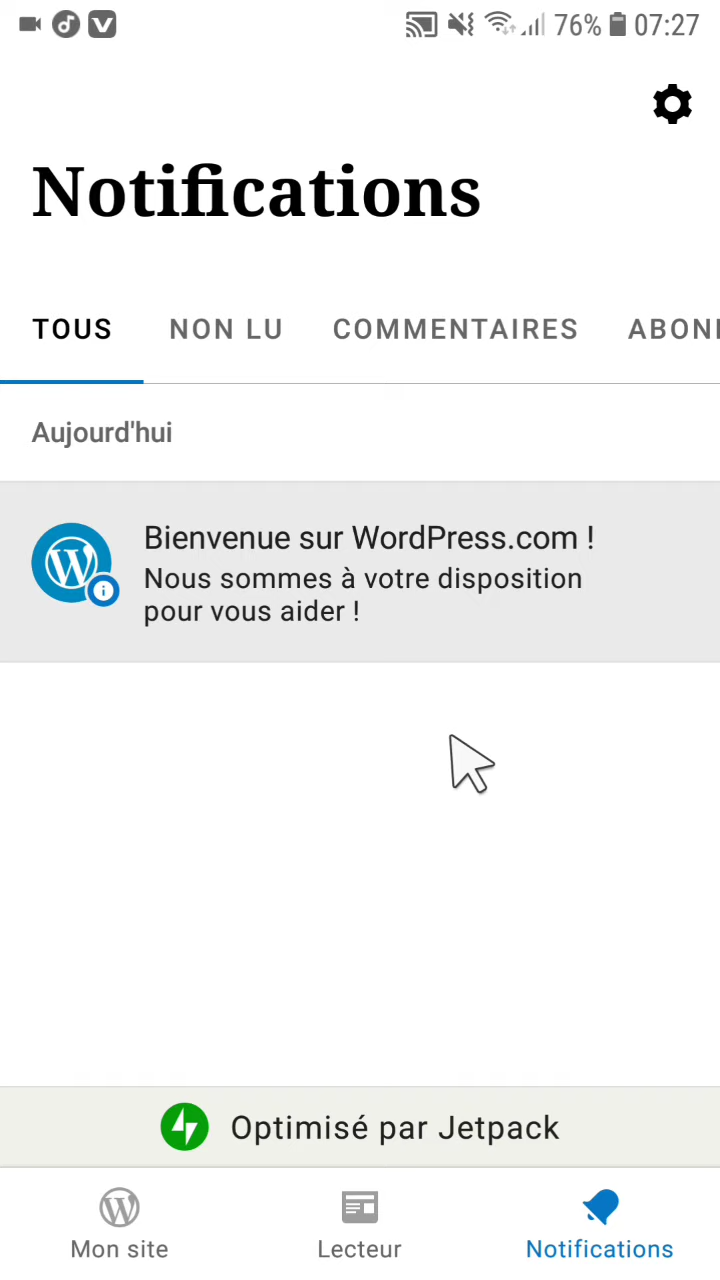 76% 07:27
Notifications
TOUS NON LU COMMENTAIRES ABON
Aujourd'hui
Bienvenue sur WordPress.com !
Nous sommes à votre disposition
pour vous aider !
Optimisé par Jetpack
Mon site Lecteur Notifications